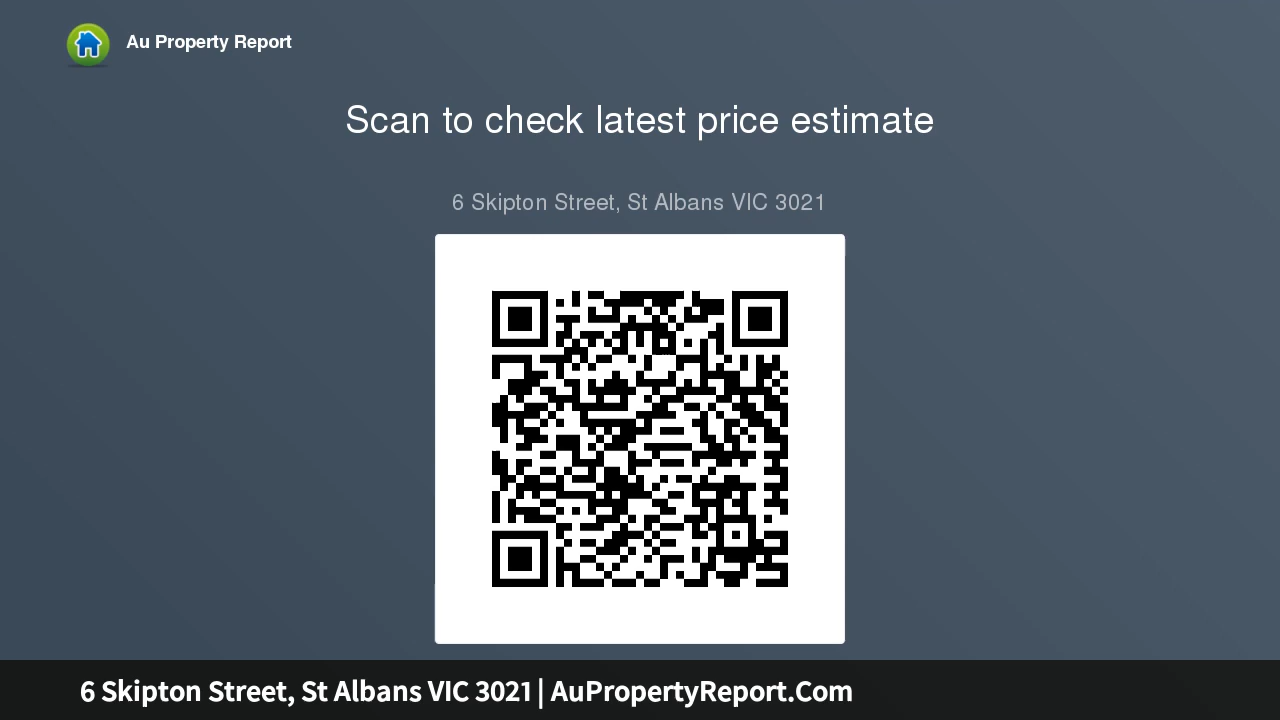 Au Property Report
Scan to check latest price estimate
6 Skipton Street, St Albans VIC 3021
6 Skipton Street, St Albans VIC 3021 | AuPropertyReport.Com